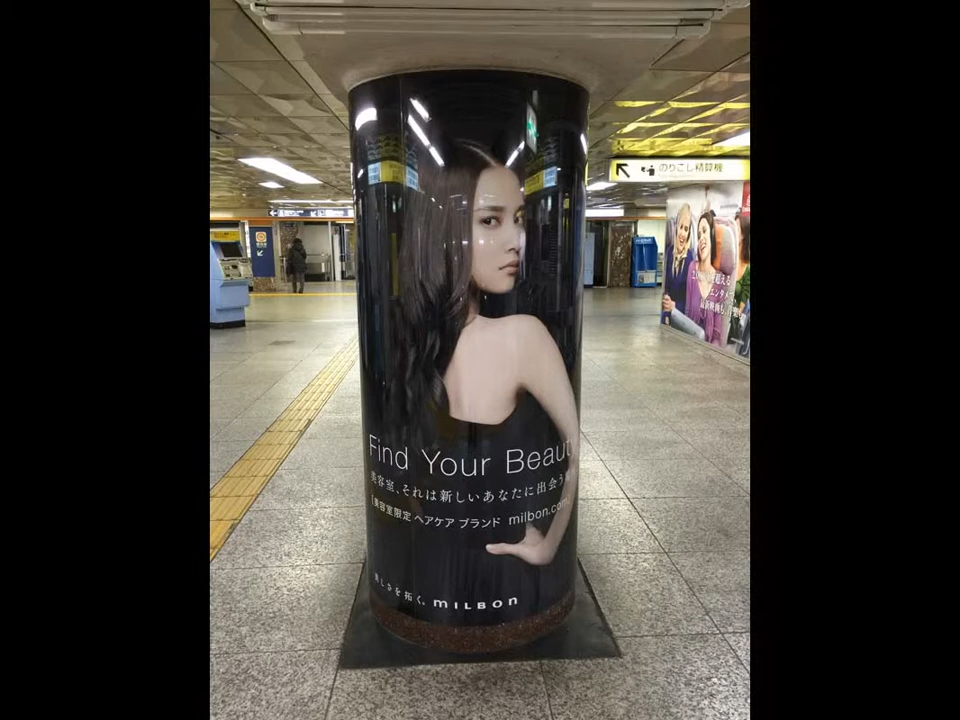 のりこし精算機
Find Your Beaut
美容室、それは新しいあなたに出会う
［美容室限定 ヘアケア ブランド milbon.com
美しさを拓く。 MILBON